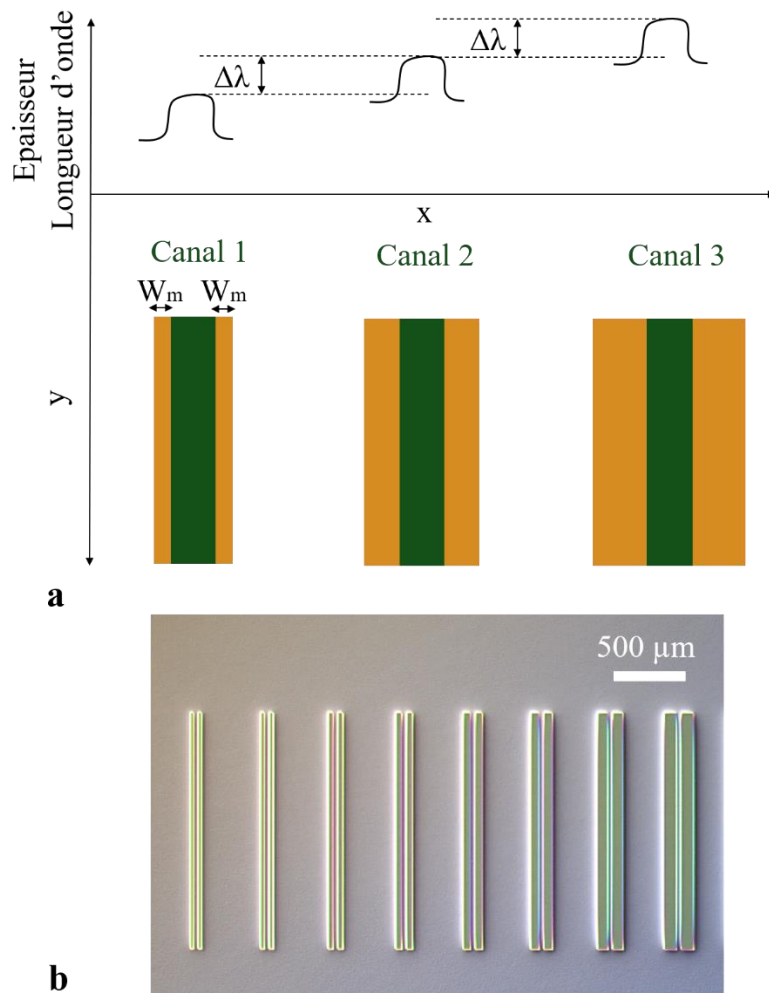 Epaisseur
Longueur d’onde
Δλ
Δλ
x
Canal 1
Canal 2
Canal 3
Wm
Wm
y
a
500 µm
b